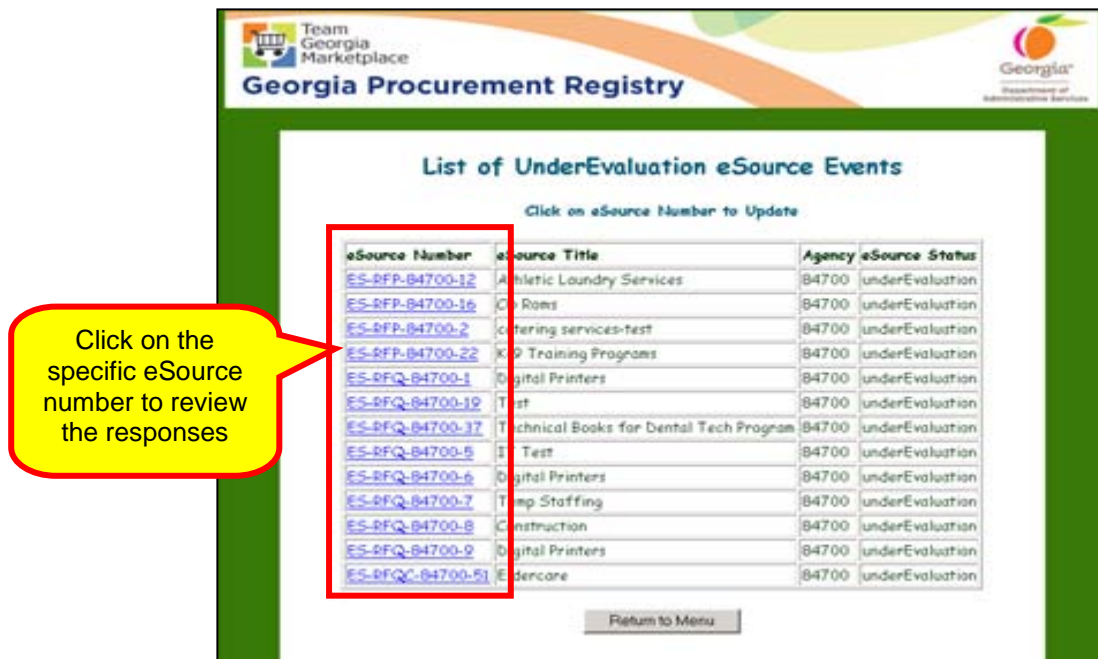 Team
Georgia
Marketplace
Georgia Procurement Registry
Georgia
Department of
Administrative Services
List of UnderEvaluation eSource Events
Click on eSource Number to Update
eSource Number eSource Title Agency eSource Status
ES-RFP-84700-12 Athletic Laundry Services 84700 underEvaluation
ES-RFP-84700-16 CD Roms 84700 underEvaluation
ES-RFP-84700-2 catering services-test 84700 underEvaluation
ES-RFP-84700-22 K-9 Training Programs 84700 underEvaluation
ES-RFQ-84700-1 Digital Printers 84700 underEvaluation
ES-RFQ-84700-19 Test 84700 underEvaluation
ES-RFQ-84700-37 Technical Books for Dental Tech Program 84700 underEvaluation
ES-RFQ-84700-5 IT Test 84700 underEvaluation
ES-RFQ-84700-6 Digital Printers 84700 underEvaluation
ES-RFQ-84700-7 Temp Staffing 84700 underEvaluation
ES-RFQ-84700-8 Construction 84700 underEvaluation
ES-RFQ-84700-9 Digital Printers 84700 underEvaluation
ES-RFQC-84700-51 Eldercare 84700 underEvaluation
Return to Menu
Click on the
specific eSource
number to review
the responses